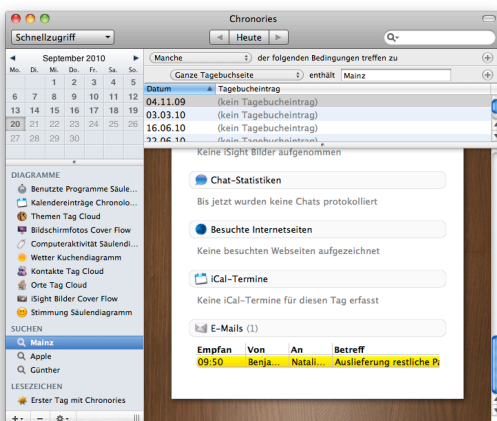 Chronories
Schnellzugriff
Heute
September 2010
Mo. Di. Mi. Do. Fr. Sa. So.
1 2 3 4 5
6 7 8 9 10 11 12
13 14 15 16 17 18 19
20 21 22 23 24 25 26
27 28 29 30
DIAGRAMME
Benutzte Programme Säule...
Kalendereinträge Chronolo...
Themen Tag Cloud
Bildschirmfotos Cover Flow
Computeraktivität Säulendi...
Wetter Kuchendiagramm
Kontakte Tag Cloud
Orte Tag Cloud
iSight Bilder Cover Flow
Stimmung Säulendiagramm
SUCHEN
Mainz
Apple
Günther
LESEZEICHEN
Erster Tag mit Chronories
Manche der folgenden Bedingungen treffen zu
Ganze Tagebuchseite enthält Mainz
Datum Tagebucheintrag
04.11.09 (kein Tagebucheintrag)
03.03.10 (kein Tagebucheintrag)
16.06.10 (kein Tagebucheintrag)
22.06.10 (kein Tagebucheintrag)
Keine iSight Bilder aufgenommen
Chat-Statistiken
Bis jetzt wurden keine Chats protokolliert
Besuchte Internetseiten
Keine besuchten Webseiten aufgezeichnet
iCal-Termine
Keine iCal-Termine für diesen Tag erfasst
E-Mails (1)
Empfan Von An Betreff
09:50 Benja... Natali... Auslieferung restliche Pa